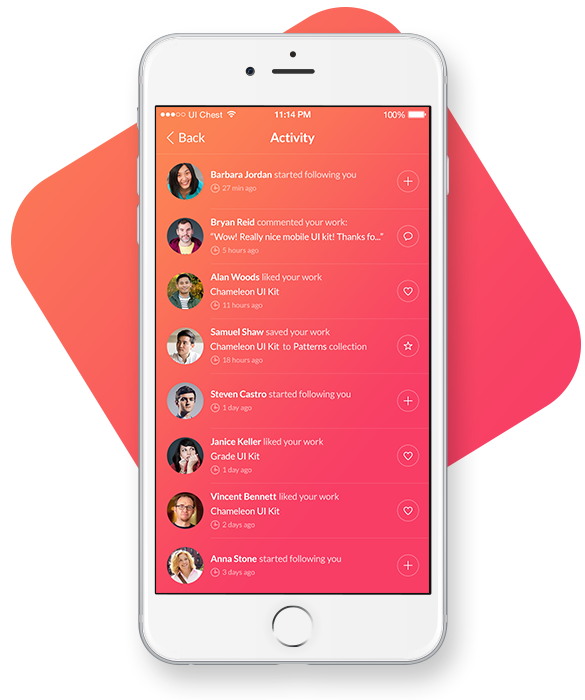 UI Chest 11:14 PM 100%
Back Activity
Barbara Jordan started following you
27 min ago
Bryan Reid commented your work:
“Wow! Really nice mobile UI kit! Thanks fo...”
5 hours ago
Alan Woods liked your work
Chameleon UI Kit
11 hours ago
Samuel Shaw saved your work
Chameleon UI Kit to Patterns collection
18 hours ago
Steven Castro started following you
1 day ago
Janice Keller liked your work
Grade UI Kit
1 day ago
Vincent Bennett liked your work
Chameleon UI Kit
2 days ago
Anna Stone started following you
3 days ago